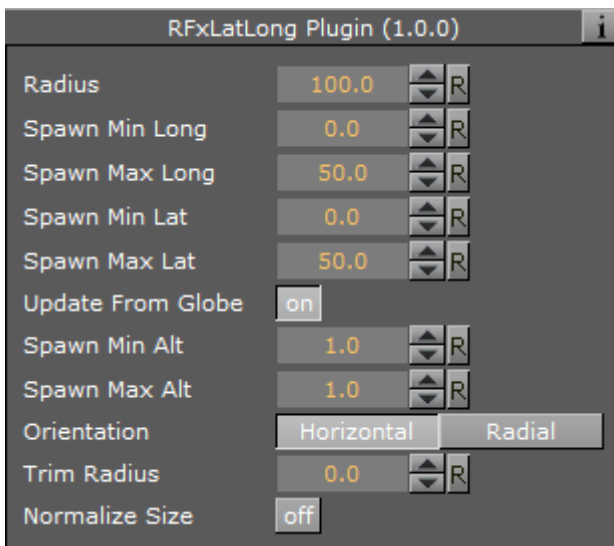 RFxLatLong Plugin (1.0.0) i
Radius 100.0 R
Spawn Min Long 0.0 R
Spawn Max Long 50.0 R
Spawn Min Lat 0.0 R
Spawn Max Lat 50.0 R
Update From Globe on
Spawn Min Alt 1.0 R
Spawn Max Alt 1.0 R
Orientation Horizontal Radial
Trim Radius 0.0 R
Normalize Size off